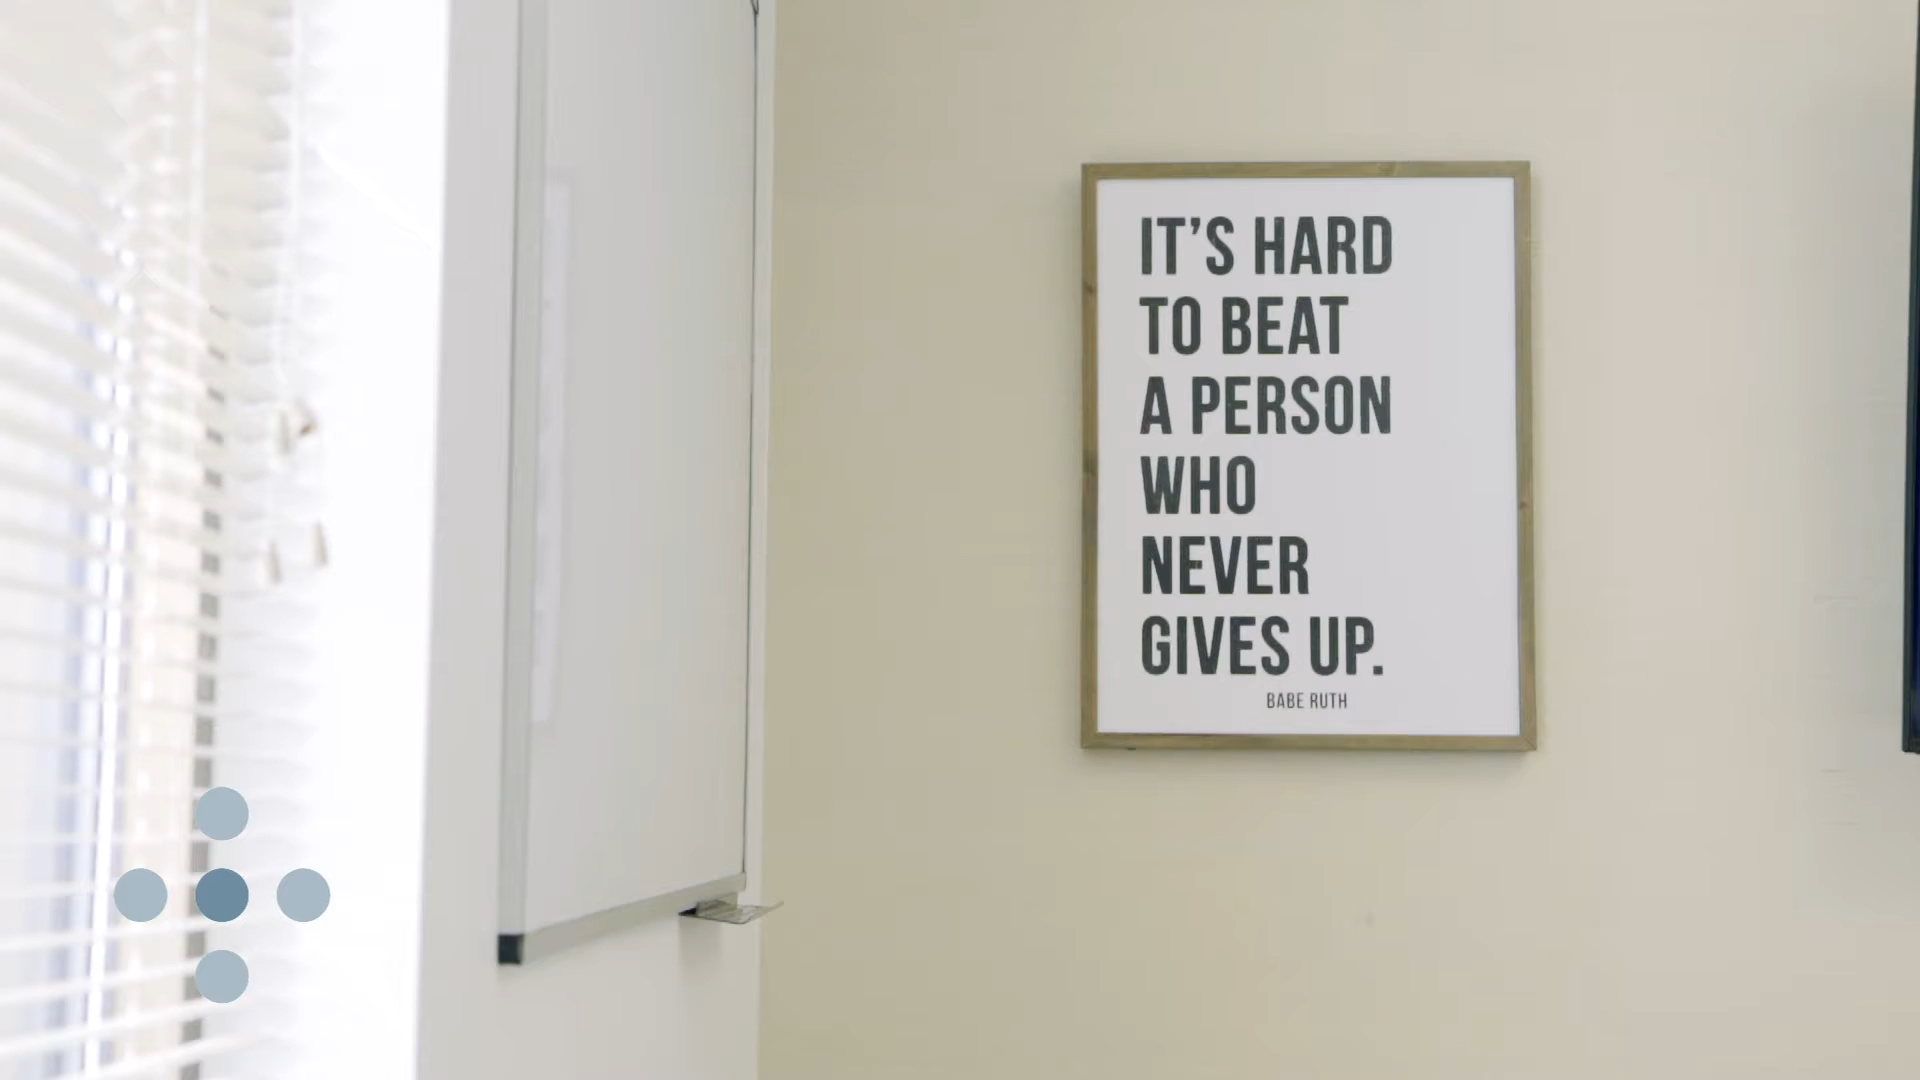 IT’S HARD
TO BEAT
A PERSON
WHO
NEVER
GIVES UP.
BABE RUTH